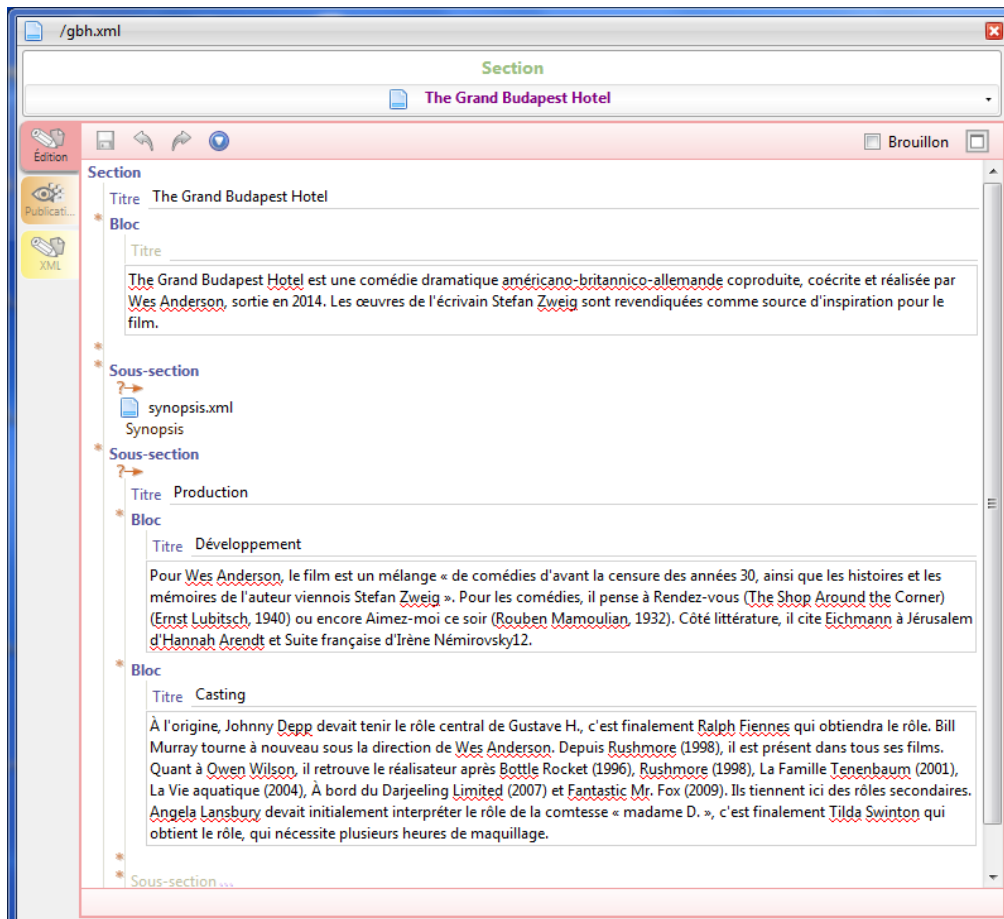 /gbh.xml
Section
The Grand Budapest Hotel
Édition
Brouillon
Publicati...
XML
Section
Titre The Grand Budapest Hotel
* Bloc
Titre
The Grand Budapest Hotel est une comédie dramatique américano-britannico-allemande coproduite, coécrite et réalisée par
Wes Anderson, sortie en 2014. Les œuvres de l'écrivain Stefan Zweig sont revendiquées comme source d'inspiration pour le
film.
*
* Sous-section
?
synopsis.xml
Synopsis
* Sous-section
?
Titre Production
* Bloc
Titre Développement
Pour Wes Anderson, le film est un mélange « de comédies d'avant la censure des années 30, ainsi que les histoires et les
mémoires de l'auteur viennois Stefan Zweig ». Pour les comédies, il pense à Rendez-vous (The Shop Around the Corner)
(Ernst Lubitsch, 1940) ou encore Aimez-moi ce soir (Rouben Mamoulian, 1932). Côté littérature, il cite Eichmann à Jérusalem
d'Hannah Arendt et Suite française d'Irène Némirovsky12.
* Bloc
Titre Casting
À l'origine, Johnny Depp devait tenir le rôle central de Gustave H., c'est finalement Ralph Fiennes qui obtiendra le rôle. Bill
Murray tourne à nouveau sous la direction de Wes Anderson. Depuis Rushmore (1998), il est présent dans tous ses films.
Quant à Owen Wilson, il retrouve le réalisateur après Bottle Rocket (1996), Rushmore (1998), La Famille Tenenbaum (2001),
La Vie aquatique (2004), À bord du Darjeeling Limited (2007) et Fantastic Mr. Fox (2009). Ils tiennent ici des rôles secondaires.
Angela Lansbury devait initialement interpréter le rôle de la comtesse « madame D. », c'est finalement Tilda Swinton qui
obtient le rôle, qui nécessite plusieurs heures de maquillage.
*
* Sous-section ...